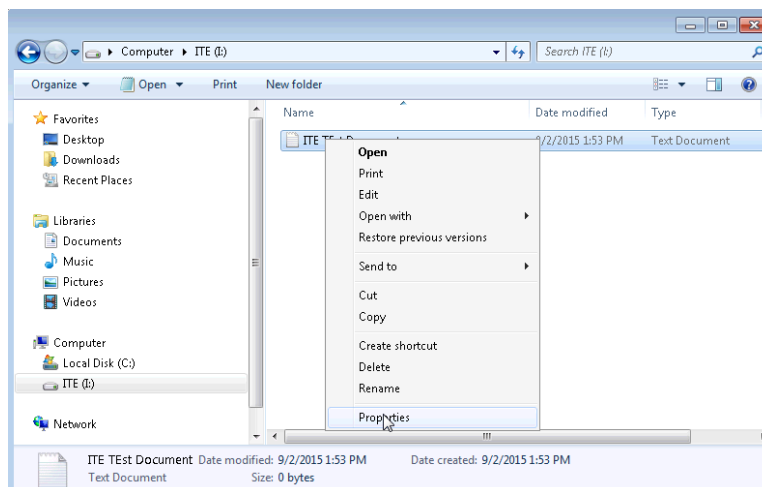 Computer ▸ ITE (I:)
Search ITE (I:)
Organize Open Print New folder
Name Date modified Type
ITE TEst Document 9/2/2015 1:53 PM Text Document
Favorites
Desktop
Downloads
Recent Places
Libraries
Documents
Music
Pictures
Videos
Computer
Local Disk (C:)
ITE (I:)
Network
Open
Print
Edit
Open with
Restore previous versions
Send to
Cut
Copy
Create shortcut
Delete
Rename
Properties
ITE TEst Document Date modified: 9/2/2015 1:53 PM Date created: 9/2/2015 1:53 PM
Text Document Size: 0 bytes